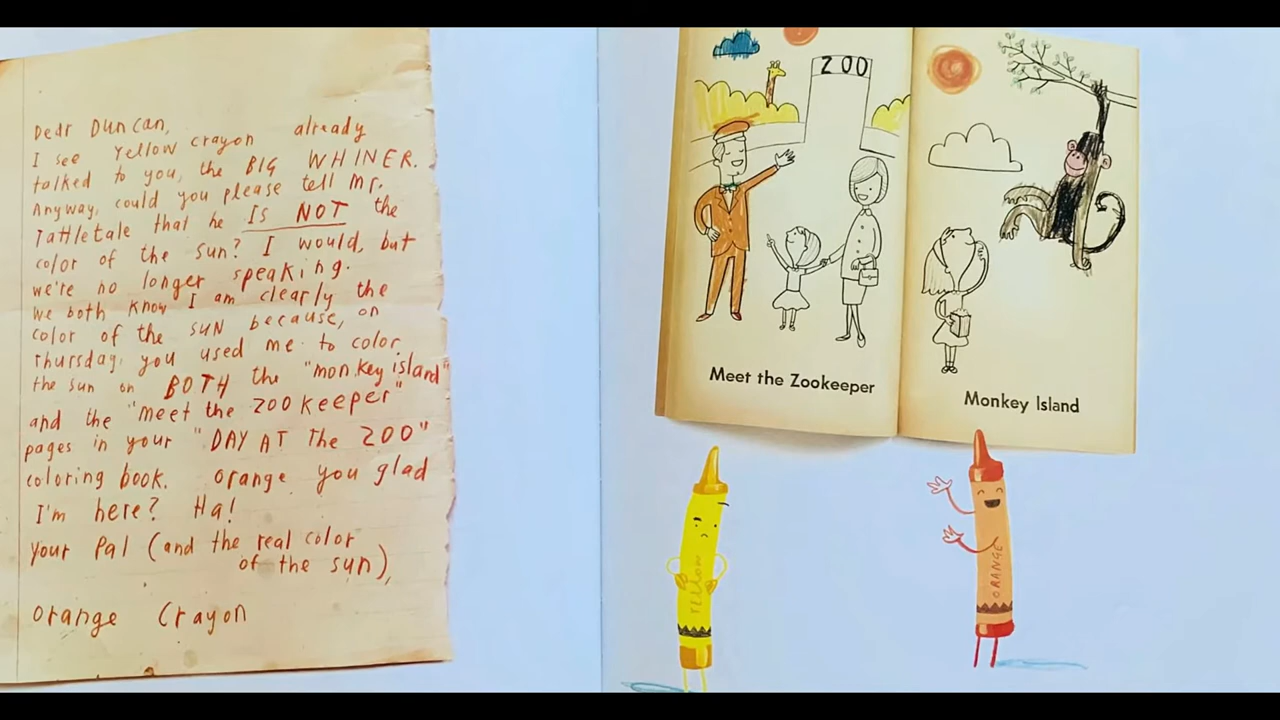 Dear Duncan,
I see Yellow crayon already
talked to you, the BIG WHINER.
Anyway, could you please tell Mr.
Tattletale that he IS NOT the
color of the sun? I would, but
we're no longer speaking.
We both know I am clearly the
color of the SUN because, on
Thursday, you used me to color
the sun on BOTH the "monkey island"
and the "meet the ZOO keeper"
pages in your "DAY AT The ZOO"
coloring book. Orange you glad
I'm here? Ha!
Your Pal (and the real color
of the sun),
Orange Crayon
ZOO
Meet the Zookeeper
Monkey Island
YELLOW
ORANGE